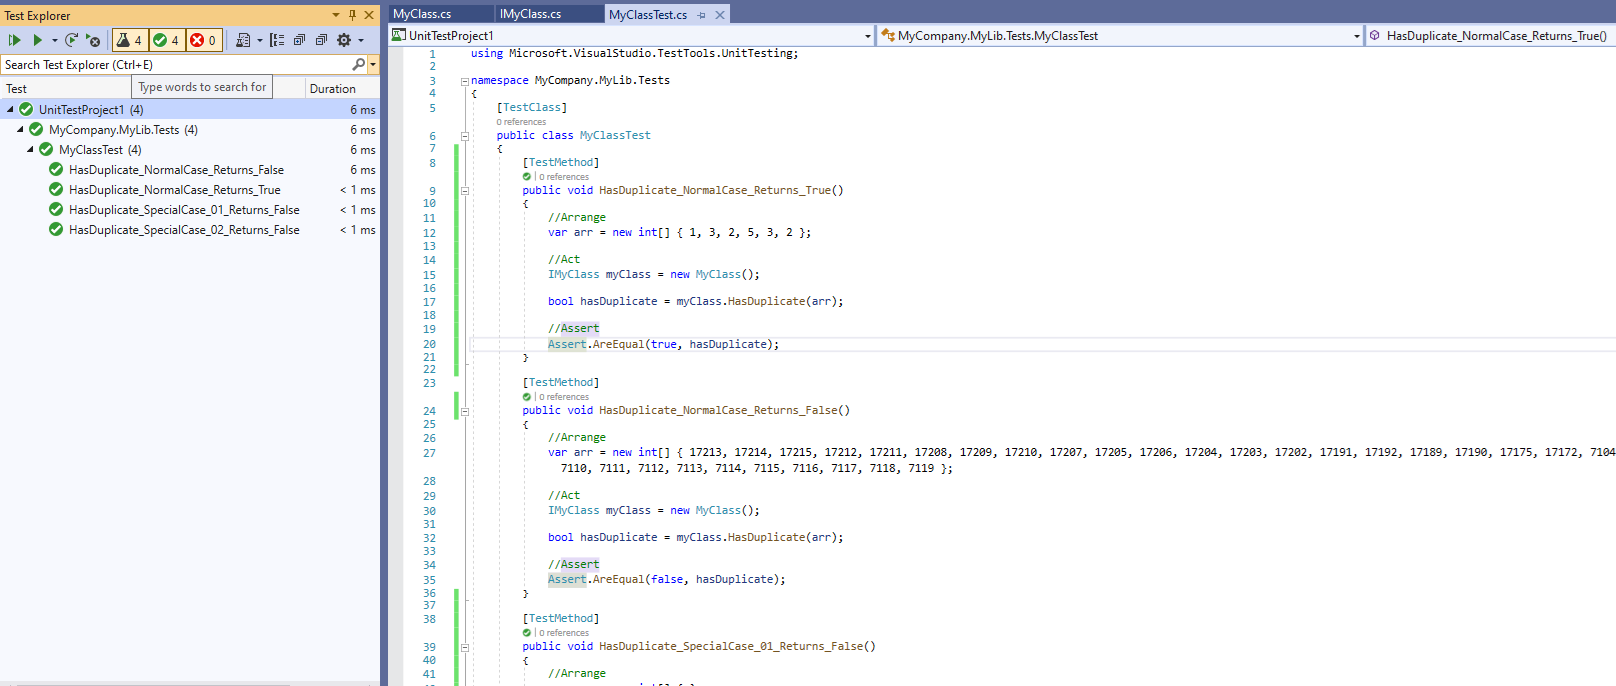 Test Explorer
4 4 0
Search Test Explorer (Ctrl+E)
Type words to search for
Test Duration
UnitTestProject1 (4) 6 ms
MyCompany.MyLib.Tests (4) 6 ms
MyClassTest (4) 6 ms
HasDuplicate_NormalCase_Returns_False 6 ms
HasDuplicate_NormalCase_Returns_True < 1 ms
HasDuplicate_SpecialCase_01_Returns_False < 1 ms
HasDuplicate_SpecialCase_02_Returns_False < 1 ms
MyClass.cs IMyClass.cs MyClassTest.cs
UnitTestProject1 MyCompany.MyLib.Tests.MyClassTest HasDuplicate_NormalCase_Returns_True()
1 using Microsoft.VisualStudio.TestTools.UnitTesting;
2
3 namespace MyCompany.MyLib.Tests
4 {
5 [TestClass]
0 references
6 public class MyClassTest
7 {
8 [TestMethod]
| 0 references
9 public void HasDuplicate_NormalCase_Returns_True()
10 {
11 //Arrange
12 var arr = new int[] { 1, 3, 2, 5, 3, 2 };
13
14 //Act
15 IMyClass myClass = new MyClass();
16
17 bool hasDuplicate = myClass.HasDuplicate(arr);
18
19 //Assert
20 Assert.AreEqual(true, hasDuplicate);
21 }
22
23 [TestMethod]
| 0 references
24 public void HasDuplicate_NormalCase_Returns_False()
25 {
26 //Arrange
27 var arr = new int[] { 17213, 17214, 17215, 17212, 17211, 17208, 17209, 17210, 17207, 17205, 17206, 17204, 17203, 17202, 17191, 17192, 17189, 17190, 17175, 17172, 7104
7110, 7111, 7112, 7113, 7114, 7115, 7116, 7117, 7118, 7119 };
28
29 //Act
30 IMyClass myClass = new MyClass();
31
32 bool hasDuplicate = myClass.HasDuplicate(arr);
33
34 //Assert
35 Assert.AreEqual(false, hasDuplicate);
36 }
37
38 [TestMethod]
| 0 references
39 public void HasDuplicate_SpecialCase_01_Returns_False()
40 {
41 //Arrange